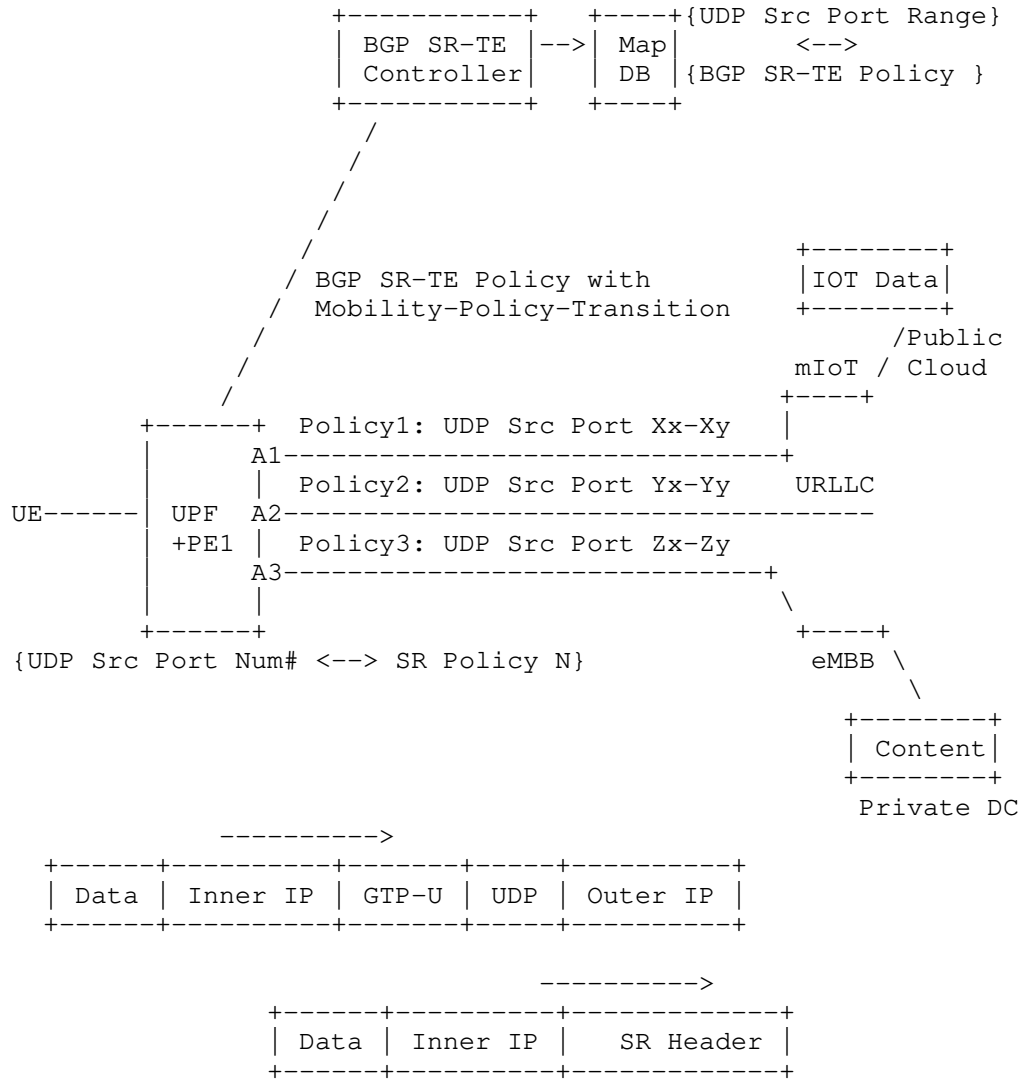 {UDP Src Port Range}
BGP SR-TE --> Map <-->
Controller DB {BGP SR-TE Policy }
BGP SR-TE Policy with IOT Data
Mobility-Policy-Transition
/Public
mIoT / Cloud
Policy1: UDP Src Port Xx-Xy
A1
Policy2: UDP Src Port Yx-Yy URLLC
UE UPF A2
+PE1 Policy3: UDP Src Port Zx-Zy
A3
{UDP Src Port Num# <--> SR Policy N} eMBB
Content
Private DC
Data Inner IP GTP-U UDP Outer IP
Data Inner IP SR Header